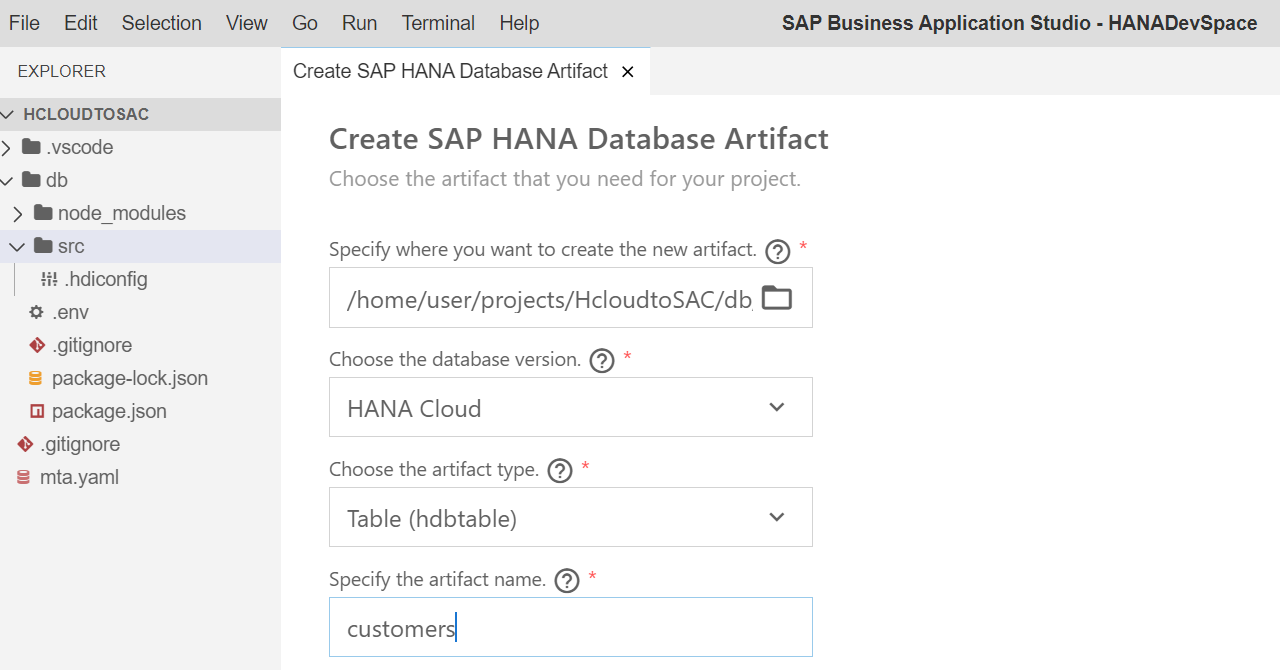 File Edit Selection View Go Run Terminal Help SAP Business Application Studio - HANADevSpace
EXPLORER
HCLOUDTOSAC
.vscode
db
node_modules
src
.hdiconfig
.env
.gitignore
package-lock.json
package.json
.gitignore
mta.yaml
Create SAP HANA Database Artifact
Create SAP HANA Database Artifact
Choose the artifact that you need for your project.
Specify where you want to create the new artifact. *
/home/user/projects/HcloudtoSAC/db
Choose the database version. *
HANA Cloud
Choose the artifact type. *
Table (hdbtable)
Specify the artifact name. *
customers